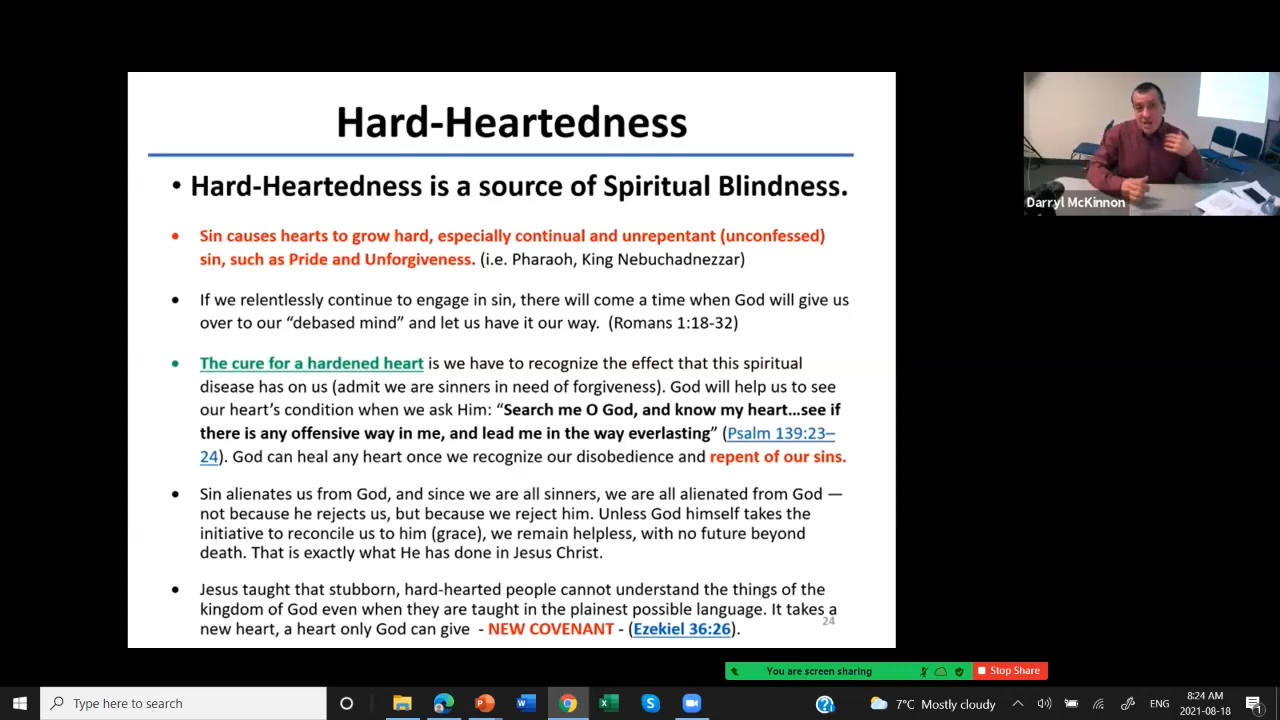 Hard-Heartedness
• Hard-Heartedness is a source of Spiritual Blindness.
• Sin causes hearts to grow hard, especially continual and unrepentant (unconfessed)
sin, such as Pride and Unforgiveness. (i.e. Pharaoh, King Nebuchadnezzar)
• If we relentlessly continue to engage in sin, there will come a time when God will give us
over to our “debased mind” and let us have it our way. (Romans 1:18-32)
• The cure for a hardened heart is we have to recognize the effect that this spiritual
disease has on us (admit we are sinners in need of forgiveness). God will help us to see
our heart’s condition when we ask Him: “Search me O God, and know my heart…see if
there is any offensive way in me, and lead me in the way everlasting” (Psalm 139:23–
24). God can heal any heart once we recognize our disobedience and repent of our sins.
• Sin alienates us from God, and since we are all sinners, we are all alienated from God —
not because he rejects us, but because we reject him. Unless God himself takes the
initiative to reconcile us to him (grace), we remain helpless, with no future beyond
death. That is exactly what He has done in Jesus Christ.
• Jesus taught that stubborn, hard-hearted people cannot understand the things of the
kingdom of God even when they are taught in the plainest possible language. It takes a
new heart, a heart only God can give - NEW COVENANT - (Ezekiel 36:26).
24
Darryl McKinnon
You are screen sharing
Stop Share
Type here to search
7°C Mostly cloudy
ENG
8:24 AM
2021-08-18
1